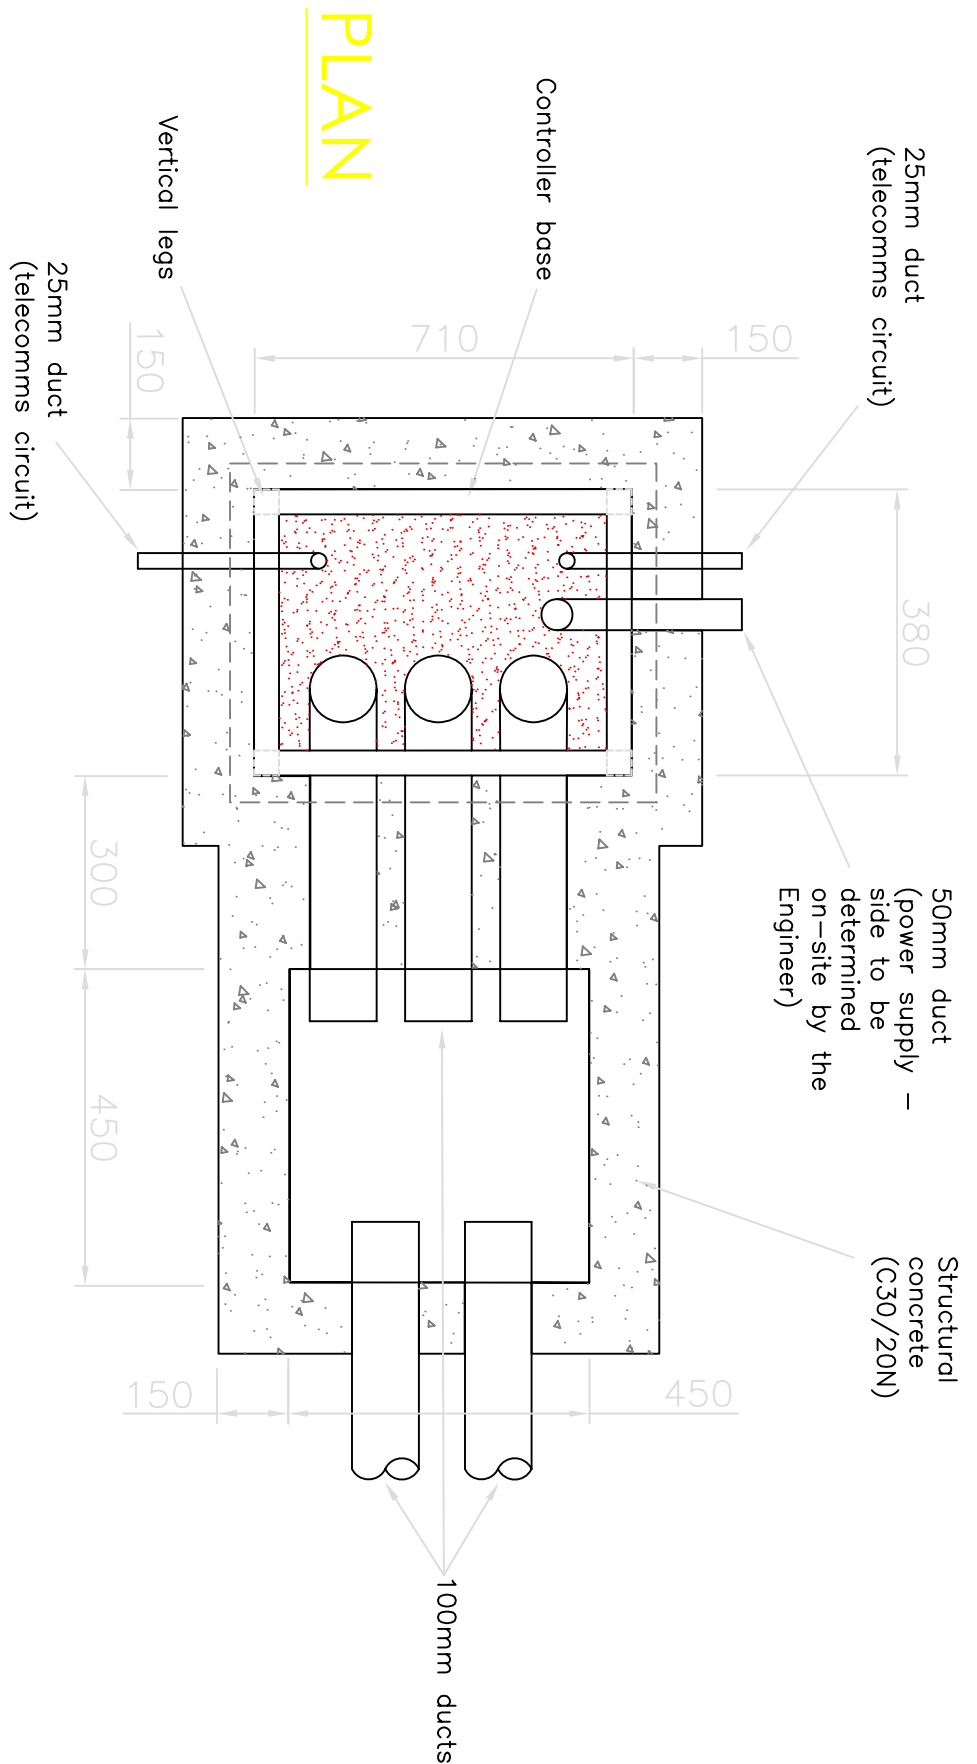 PLAN
25mm duct
(telecomms circuit)
Controller base
Vertical legs
25mm duct
(telecomms circuit)
50mm duct
(power supply –
side to be
determined
on–site by the
Engineer)
Structural
concrete
(C30/20N)
100mm ducts
710
150
150
380
300
450
150
450